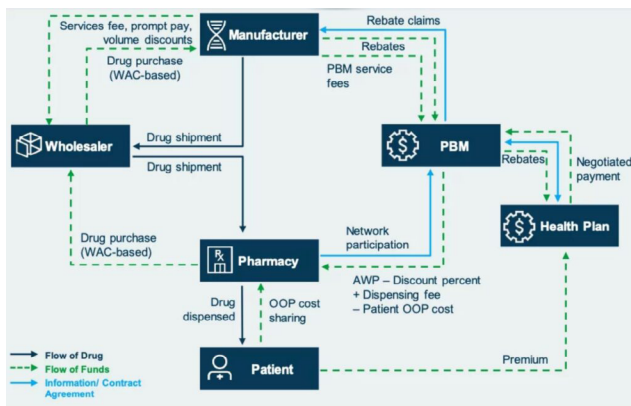 Services fee, prompt pay,
volume discounts
Manufacturer
Rebate claims
Rebates
Drug purchase
(WAC-based)
PBM service
fees
Wholesaler
Drug shipment
Drug shipment
PBM
Rebates
Negotiated
payment
Health Plan
Drug purchase
(WAC-based)
Rx
Pharmacy
Network
participation
AWP – Discount percent
+ Dispensing fee
– Patient OOP cost
Drug
dispensed
OOP cost
sharing
Patient
Premium
Flow of Drug
Flow of Funds
Information/ Contract
Agreement